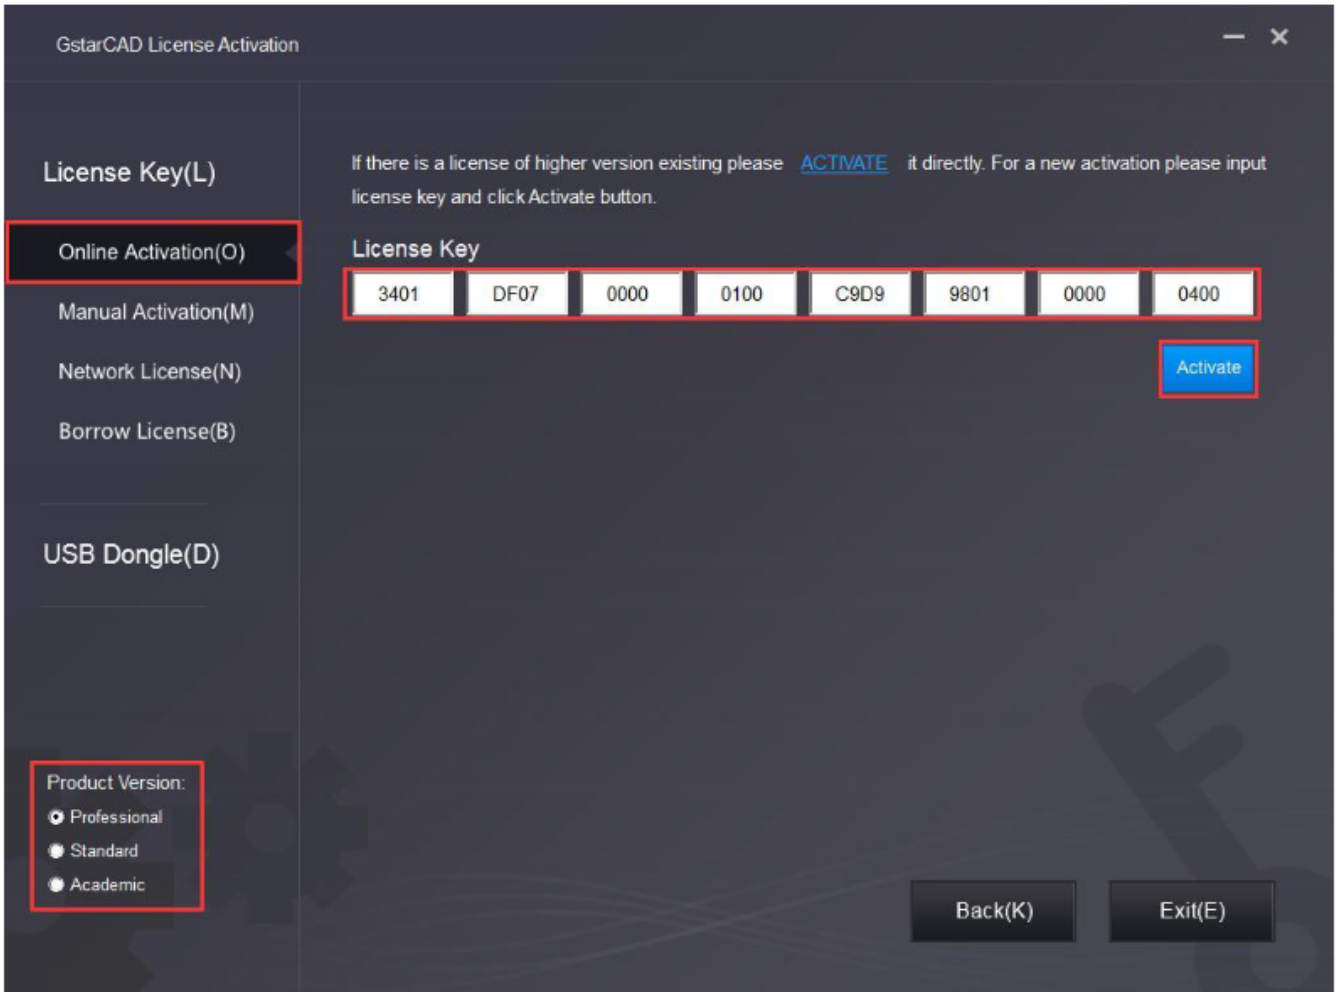 GstarCAD License Activation
License Key(L)
Online Activation(O)
Manual Activation(M)
Network License(N)
Borrow License(B)
USB Dongle(D)
Product Version:
Professional
Standard
Academic
If there is a license of higher version existing please ACTIVATE it directly. For a new activation please input
license key and click Activate button.
License Key
3401 DF07 0000 0100 C9D9 9801 0000 0400
Activate
Back(K) Exit(E)